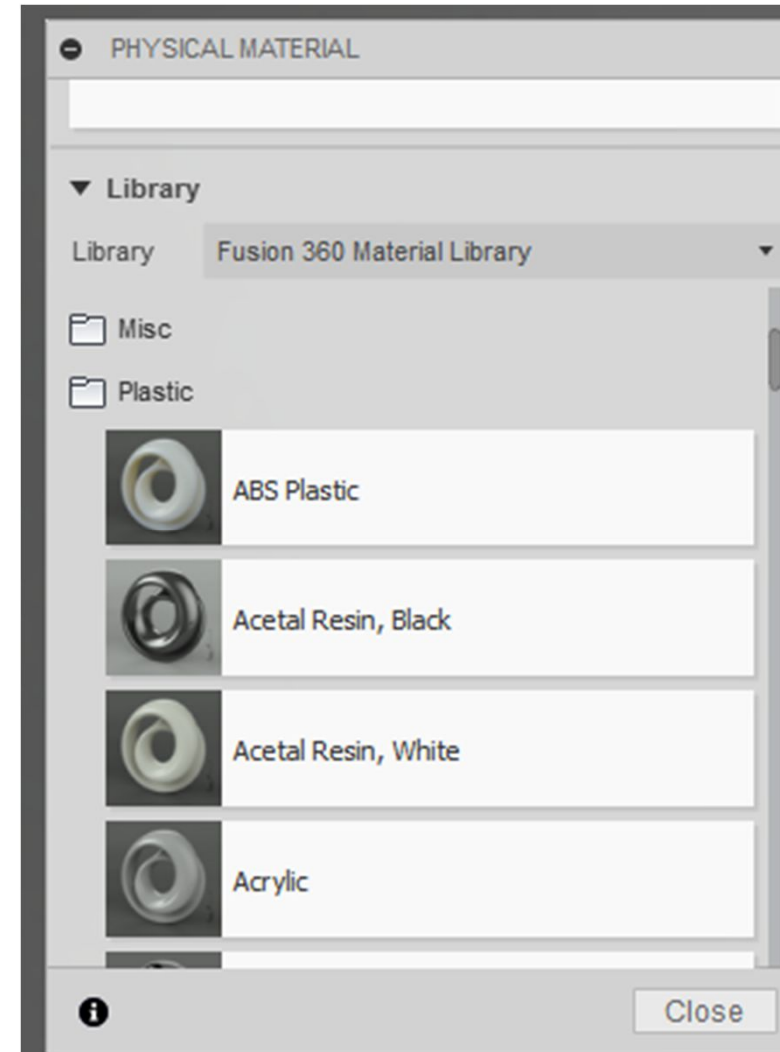 PHYSICAL MATERIAL
Library
Library Fusion 360 Material Library
Misc
Plastic
ABS Plastic
Acetal Resin, Black
Acetal Resin, White
Acrylic
Close